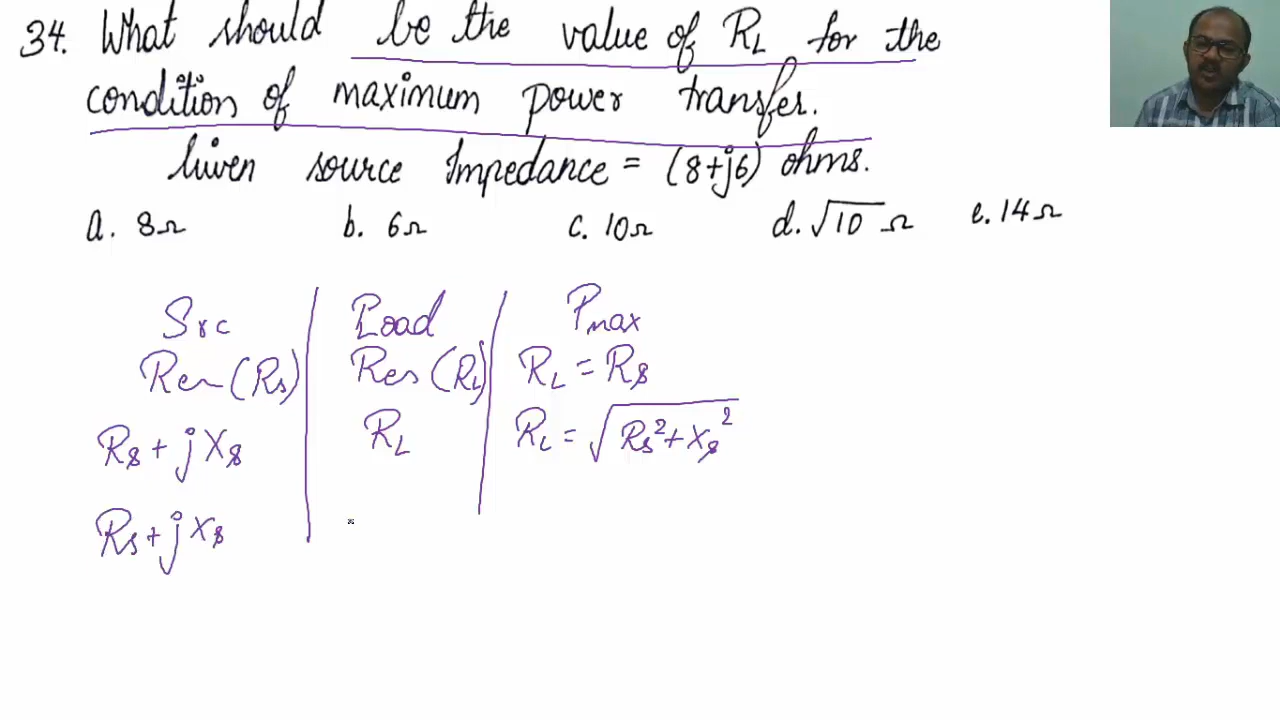 34. What should be the value of RL for the
condition of maximum power transfer.
Given source Impedance = (8+j6) ohms.
a. 8Ω b. 6Ω c. 10Ω d. √10 Ω e. 14Ω
Src Load Pmax
Res (Rs) Res (RL) RL = Rs
Rs + jXs RL RL = √Rs²+Xs²
Rs + jXs